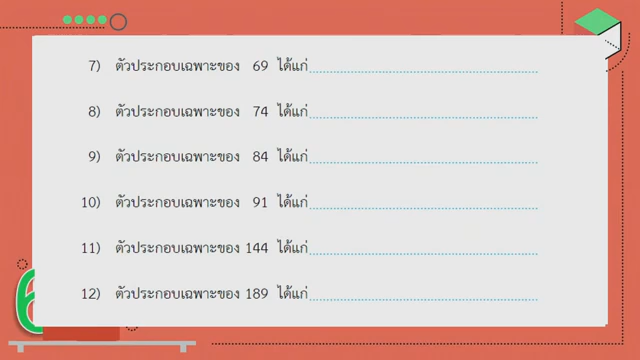 7) ตัวประกอบเฉพาะของ 69 ได้แก่
8) ตัวประกอบเฉพาะของ 74 ได้แก่
9) ตัวประกอบเฉพาะของ 84 ได้แก่
10) ตัวประกอบเฉพาะของ 91 ได้แก่
11) ตัวประกอบเฉพาะของ 144 ได้แก่
12) ตัวประกอบเฉพาะของ 189 ได้แก่